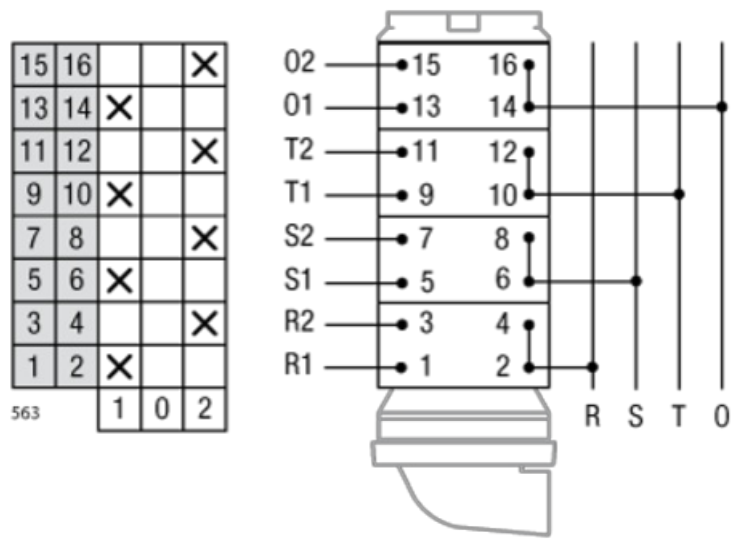 15 16 X
13 14 X
11 12 X
9 10 X
7 8 X
5 6 X
3 4 X
1 2 X
563 1 0 2
O2 15 16
O1 13 14
T2 11 12
T1 9 10
S2 7 8
S1 5 6
R2 3 4
R1 1 2
R S T O